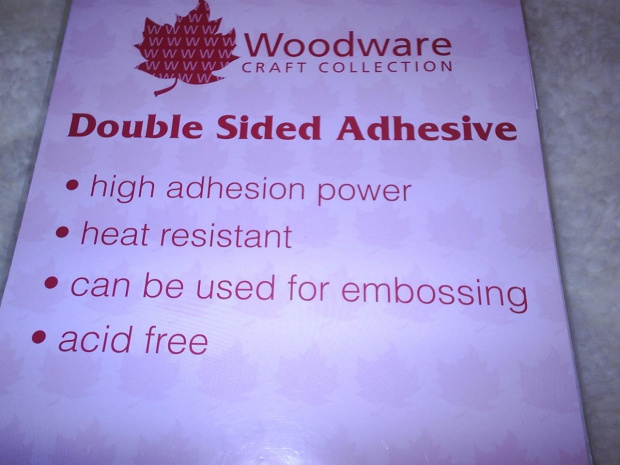 Woodware
CRAFT COLLECTION
Double Sided Adhesive
• high adhesion power
• heat resistant
• can be used for embossing
• acid free